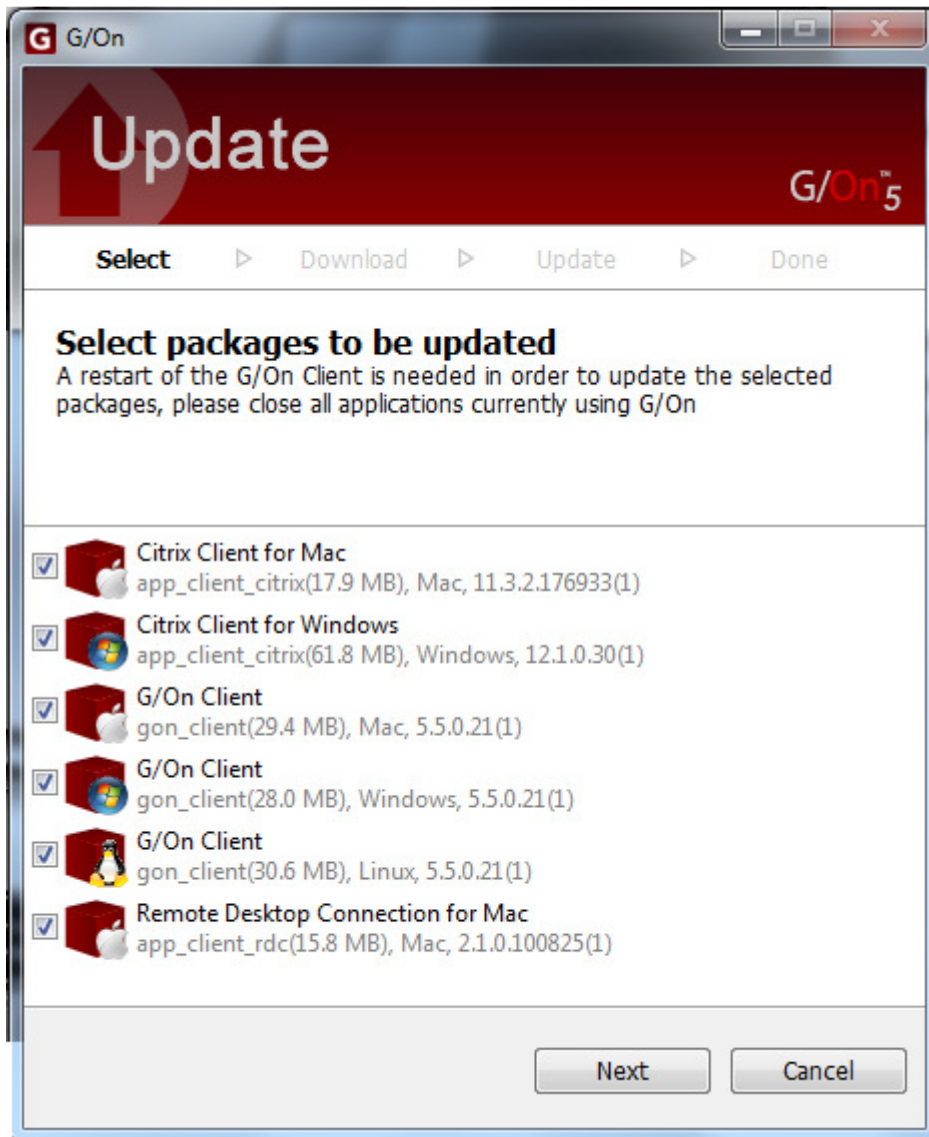 G G/On
Update
G/On™5
Select Download Update Done
Select packages to be updated
A restart of the G/On Client is needed in order to update the selected
packages, please close all applications currently using G/On
Citrix Client for Mac
app_client_citrix(17.9 MB), Mac, 11.3.2.176933(1)
Citrix Client for Windows
app_client_citrix(61.8 MB), Windows, 12.1.0.30(1)
G/On Client
gon_client(29.4 MB), Mac, 5.5.0.21(1)
G/On Client
gon_client(28.0 MB), Windows, 5.5.0.21(1)
G/On Client
gon_client(30.6 MB), Linux, 5.5.0.21(1)
Remote Desktop Connection for Mac
app_client_rdc(15.8 MB), Mac, 2.1.0.100825(1)
Next Cancel